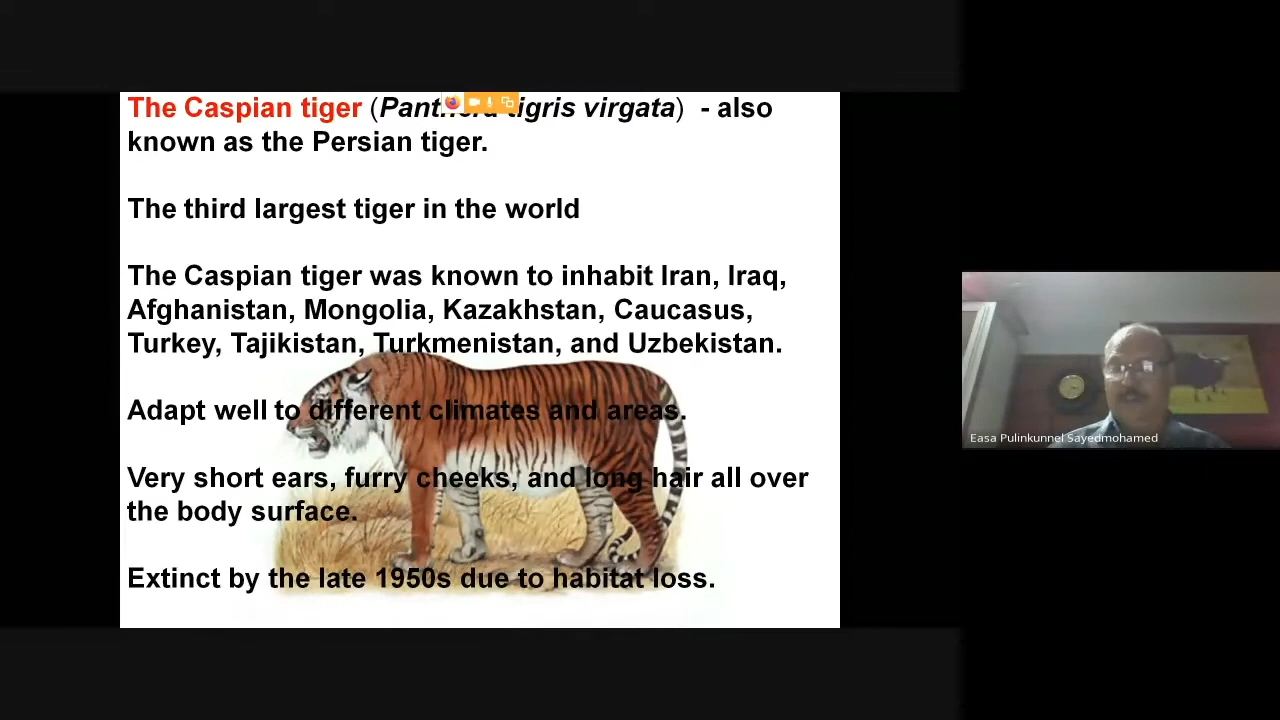 The Caspian tiger (Panthera tigris virgata) - also
known as the Persian tiger.
The third largest tiger in the world
The Caspian tiger was known to inhabit Iran, Iraq,
Afghanistan, Mongolia, Kazakhstan, Caucasus,
Turkey, Tajikistan, Turkmenistan, and Uzbekistan.
Adapt well to different climates and areas.
Very short ears, furry cheeks, and long hair all over
the body surface.
Extinct by the late 1950s due to habitat loss.
Easa Pulinkunnel Sayedmohamed